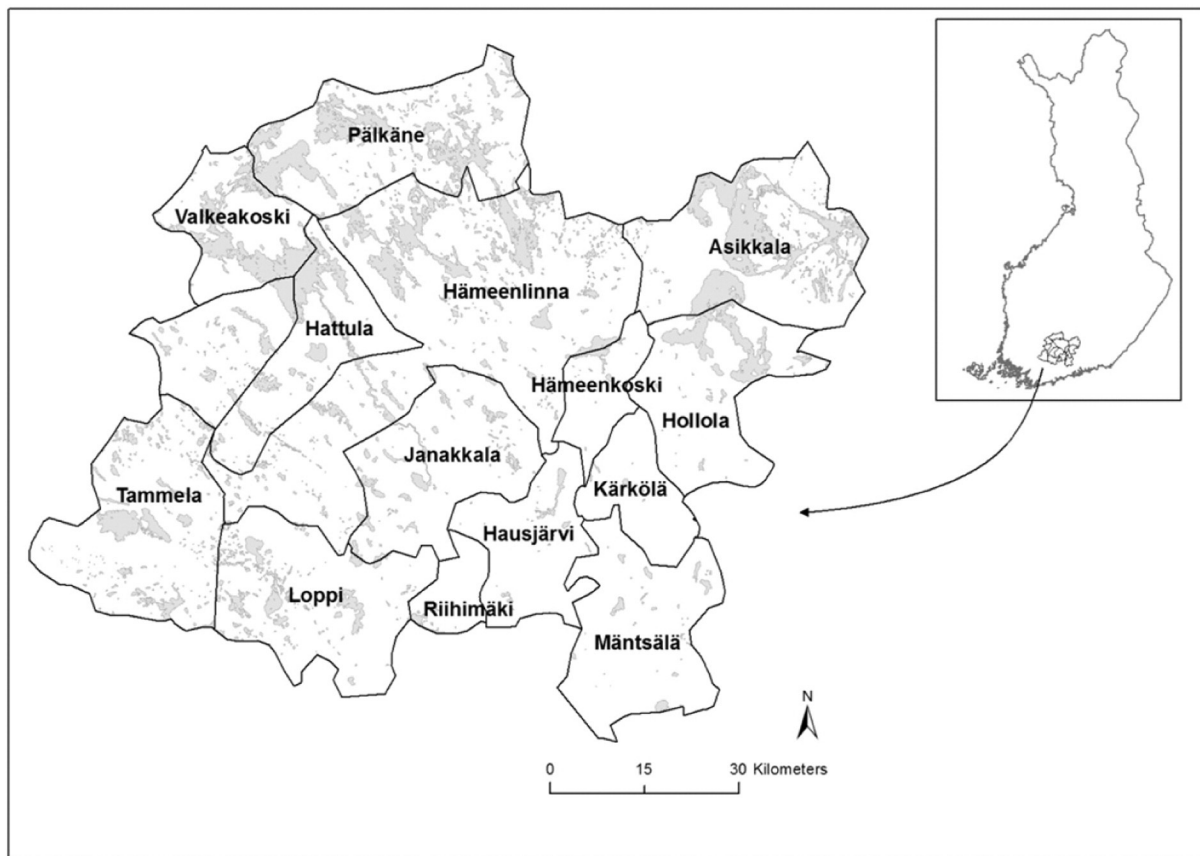 Pälkäne
Valkeakoski
Asikkala
Hämeenlinna
Hattula
Hämeenkoski
Hollola
Janakkala
Kärkölä
Tammela
Hausjärvi
Loppi
Riihimäki
Mäntsälä
N
0 15 30 Kilometers